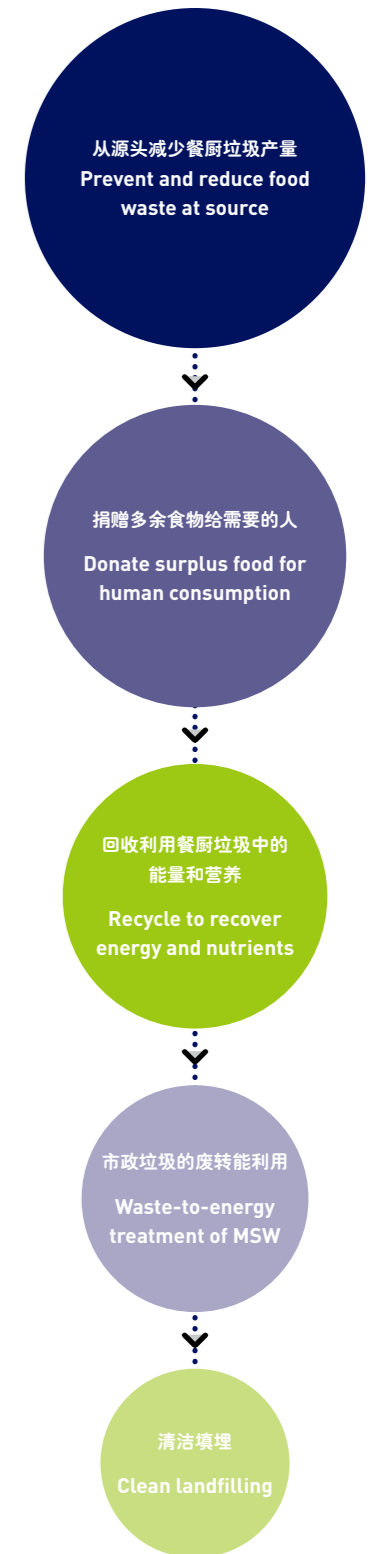 从源头减少餐厨垃圾产量
Prevent and reduce food
waste at source
捐赠多余食物给需要的人
Donate surplus food for
human consumption
回收利用餐厨垃圾中的
能量和营养
Recycle to recover
energy and nutrients
市政垃圾的废转能利用
Waste-to-energy
treatment of MSW
清洁填埋
Clean landfilling